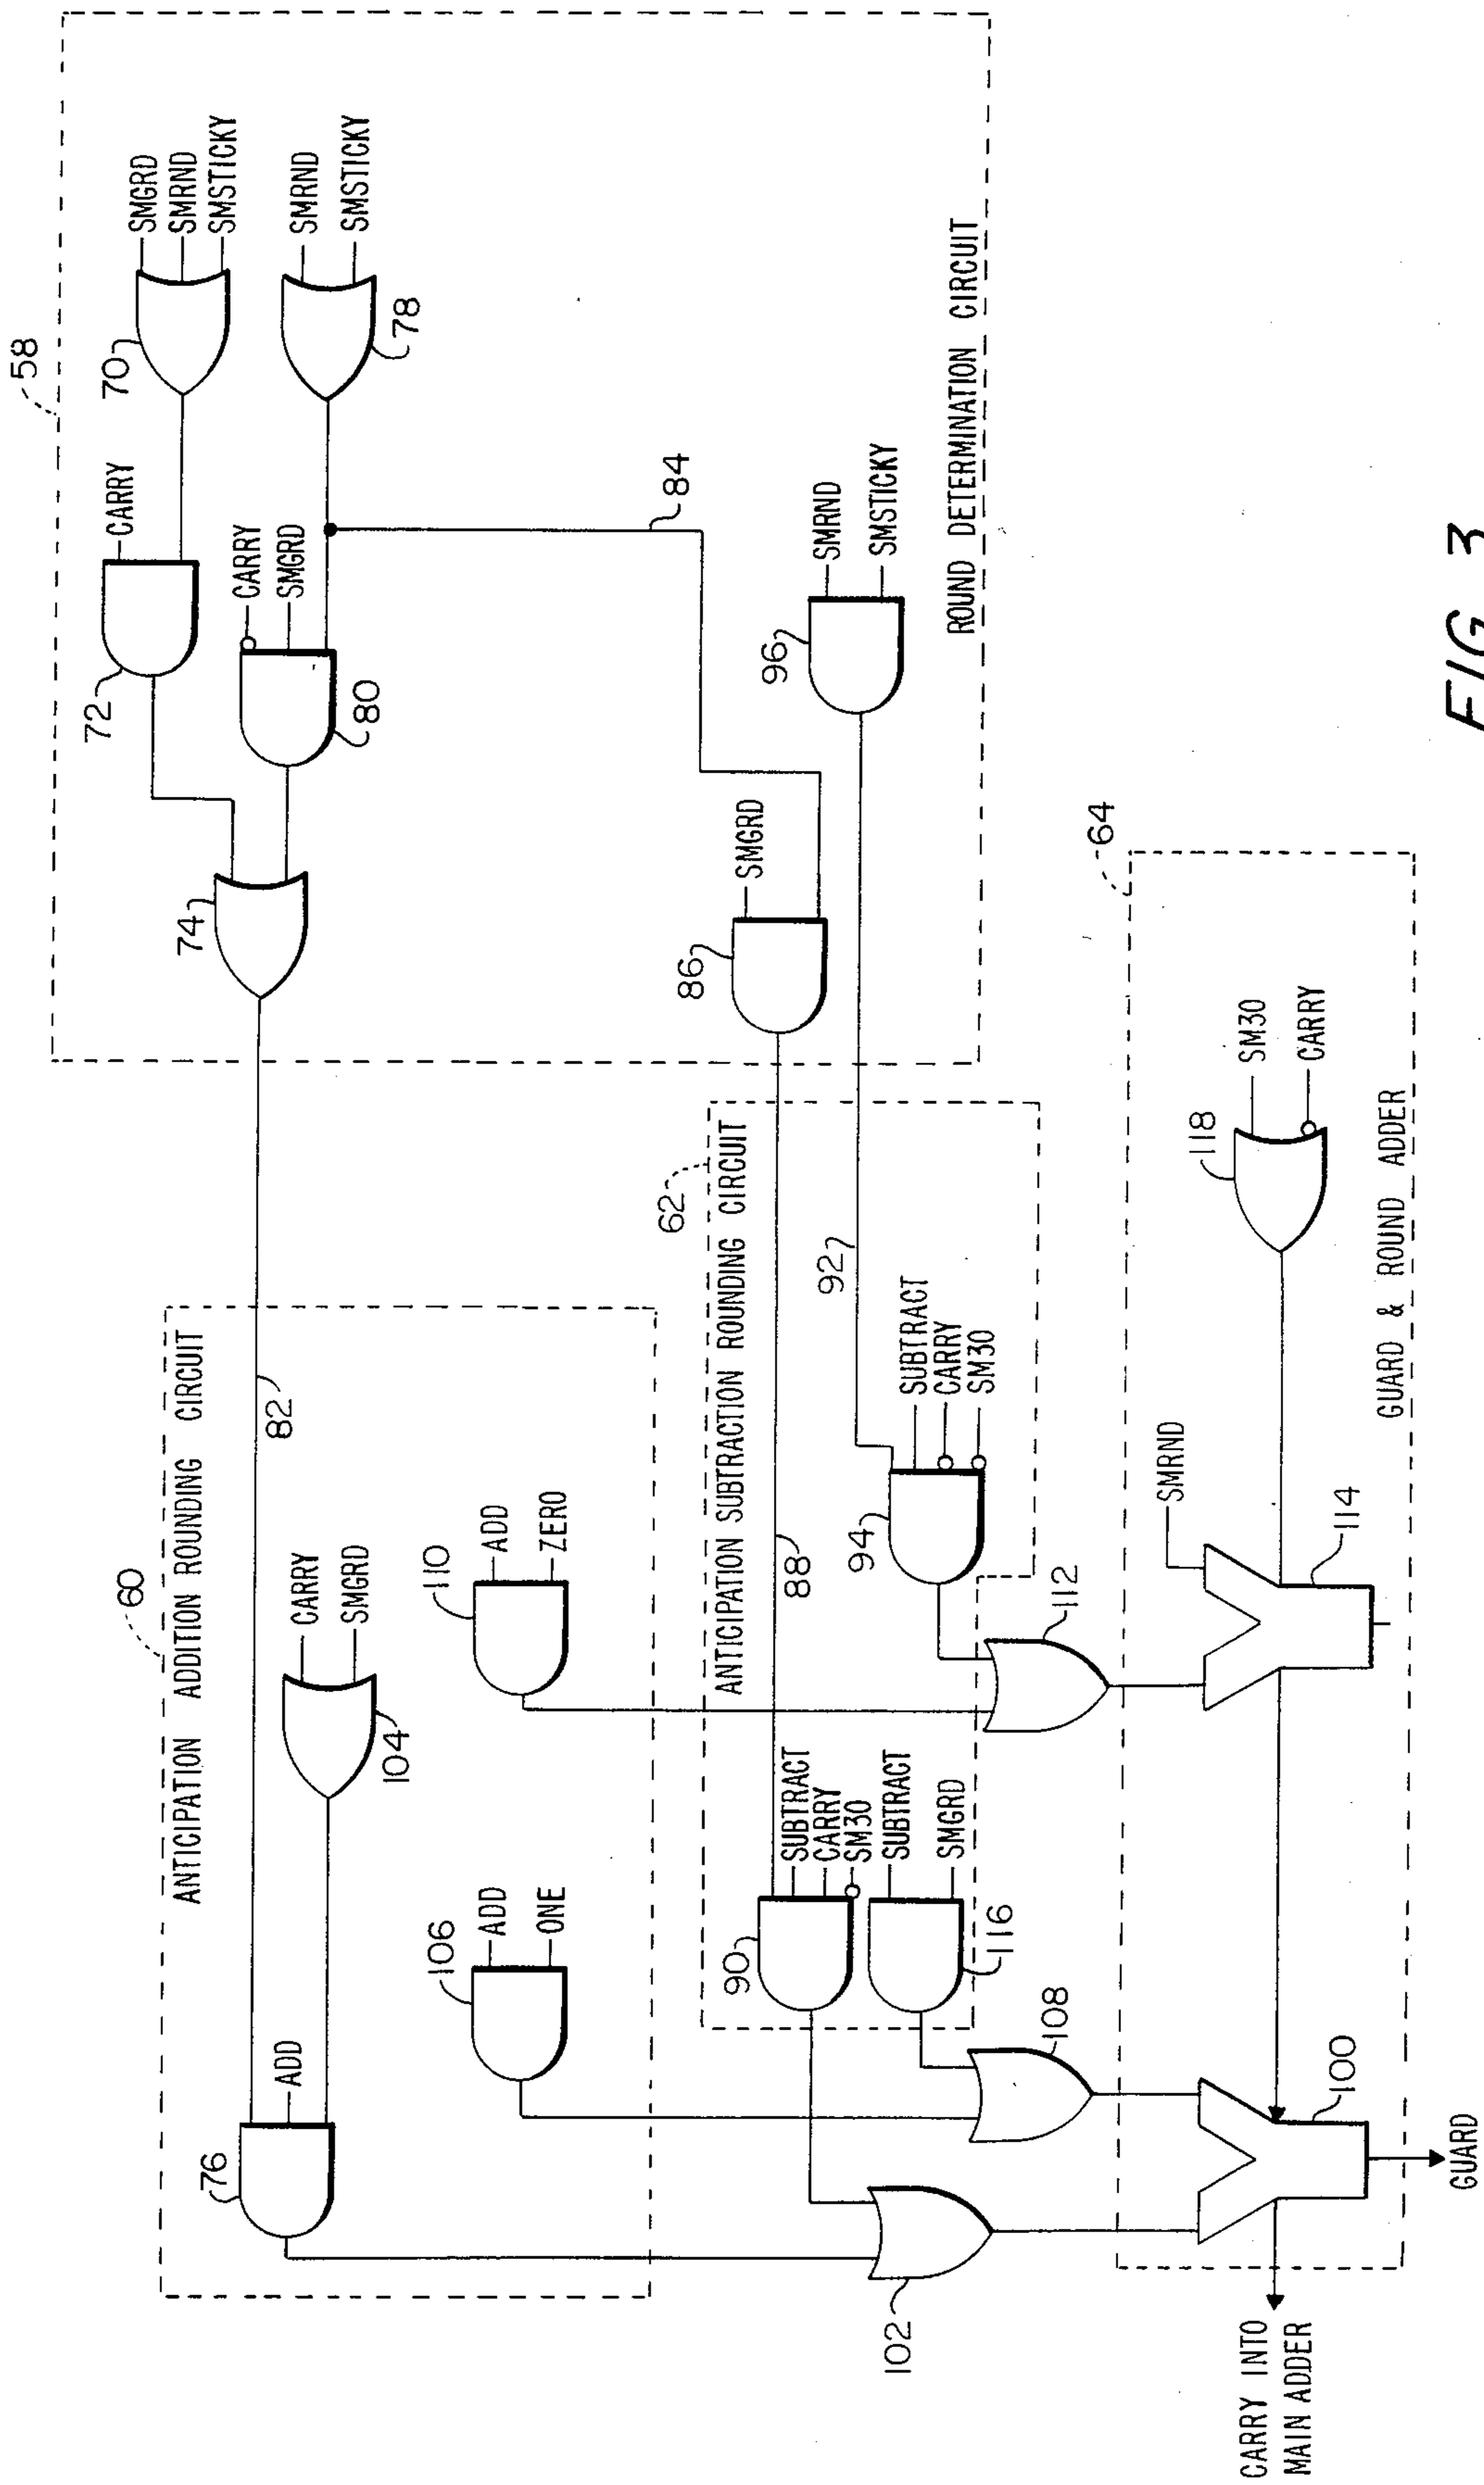 58
70
SMGRD
SMRND
SMSTICKY
72
CARRY
78
SMRND
SMSTICKY
CARRY
SMGRD
80
74
84
SMGRD
86
96
SMRND
SMSTICKY
ROUND DETERMINATION CIRCUIT
60
ANTICIPATION ADDITION ROUNDING CIRCUIT
82
CARRY
SMGRD
104
76
ADD
106
ADD
ONE
110
ADD
ZERO
62
ANTICIPATION SUBTRACTION ROUNDING CIRCUIT
88
92
90
SUBTRACT
CARRY
SM30
SUBTRACT
SMGRD
116
94
SUBTRACT
CARRY
SM30
102
108
112
64
118
SM30
CARRY
SMRND
114
100
GUARD & ROUND ADDER
CARRY INTO
MAIN ADDER
GUARD
FIG 3